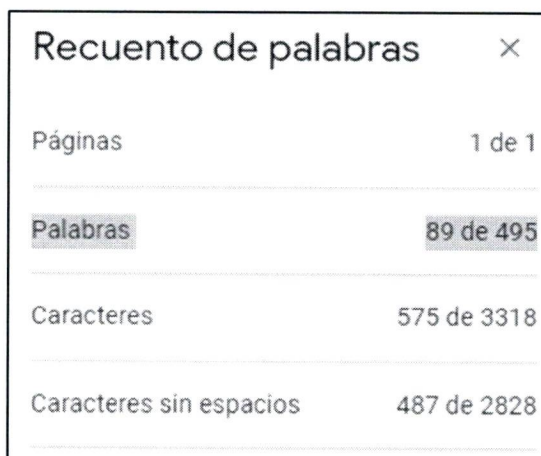 Recuento de palabras ×
Páginas 1 de 1
Palabras 89 de 495
Caracteres 575 de 3318
Caracteres sin espacios 487 de 2828